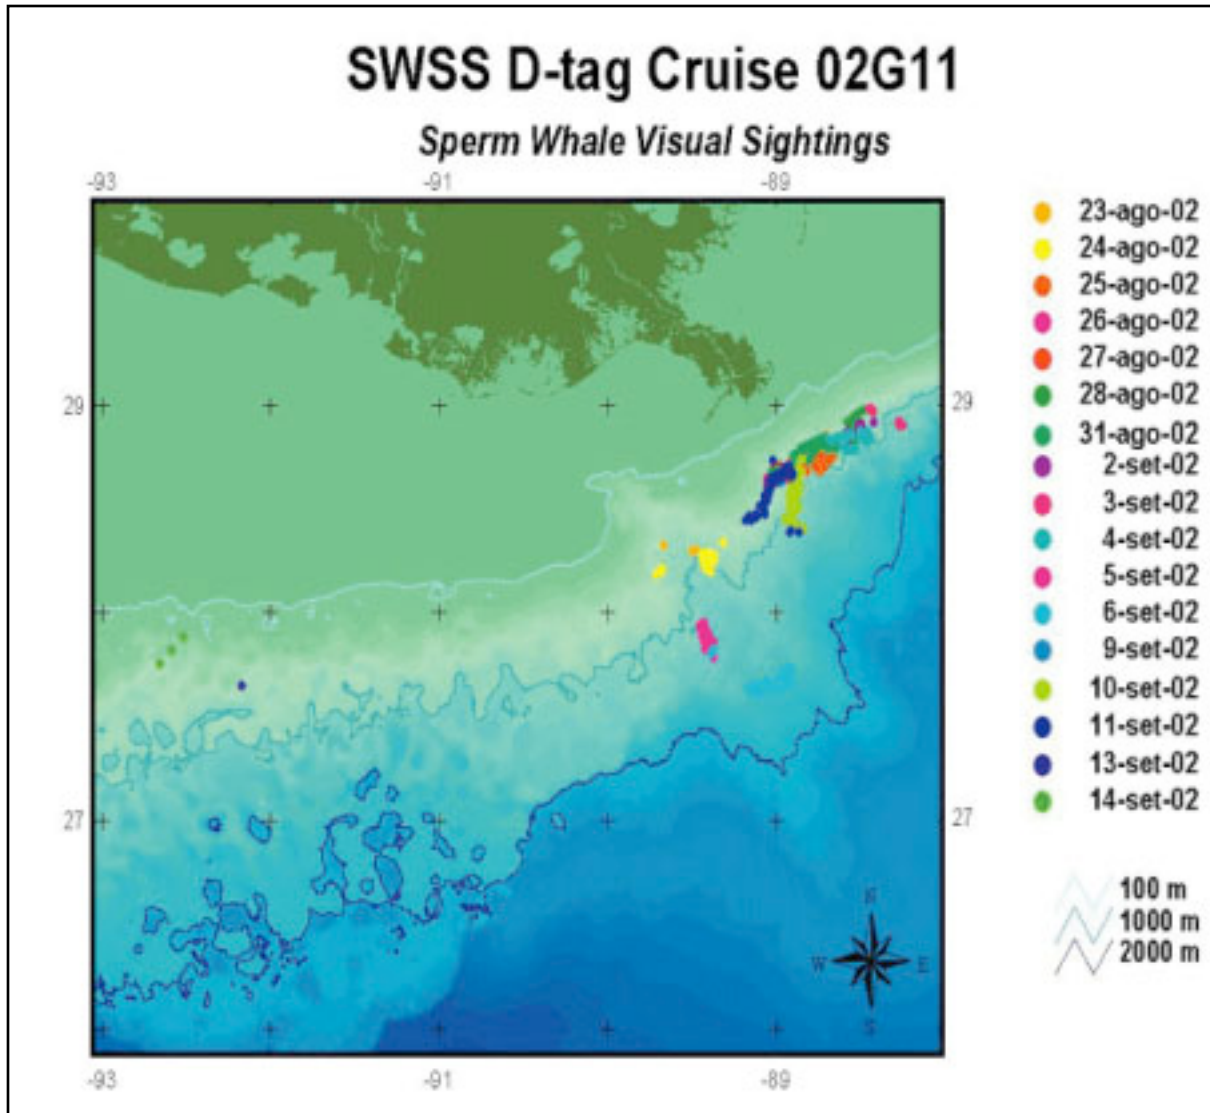 SWSS D-tag Cruise 02G11
Sperm Whale Visual Sightings
-93 -91 -89
29 29
27 27
-93 -91 -89
N
W E
S
23-ago-02
24-ago-02
25-ago-02
26-ago-02
27-ago-02
28-ago-02
31-ago-02
2-set-02
3-set-02
4-set-02
5-set-02
6-set-02
9-set-02
10-set-02
11-set-02
13-set-02
14-set-02
100 m
1000 m
2000 m